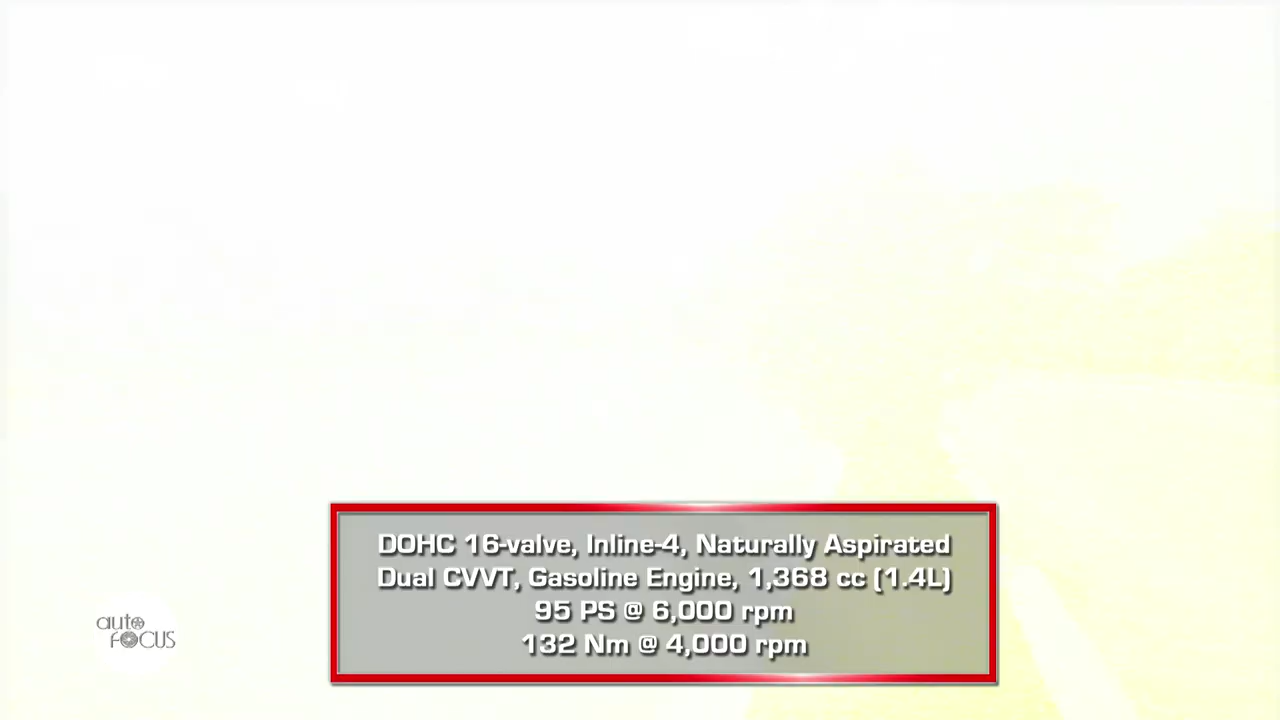 DOHC 16-valve, Inline-4, Naturally Aspirated
Dual CVVT, Gasoline Engine, 1,368 cc (1.4L)
95 PS @ 6,000 rpm
132 Nm @ 4,000 rpm
auto
FOCUS